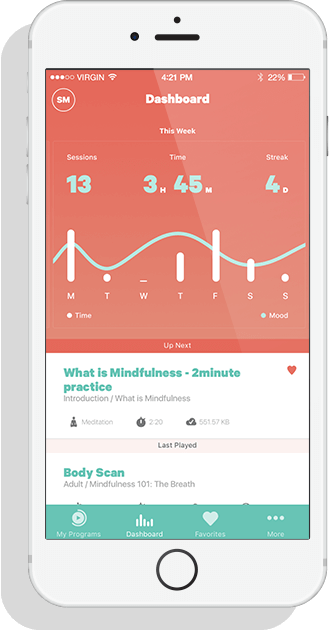 VIRGIN 4:21 PM 22%
SM Dashboard
This Week
Sessions Time Streak
13 3 H 45 M 4 D
M T W T F S S
Time Mood
Up Next
What is Mindfulness - 2minute
practice
Introduction / What is Mindfulness
Meditation 2:20 551.57 KB
Last Played
Body Scan
Adult / Mindfulness 101: The Breath
My Programs Dashboard Favorites More